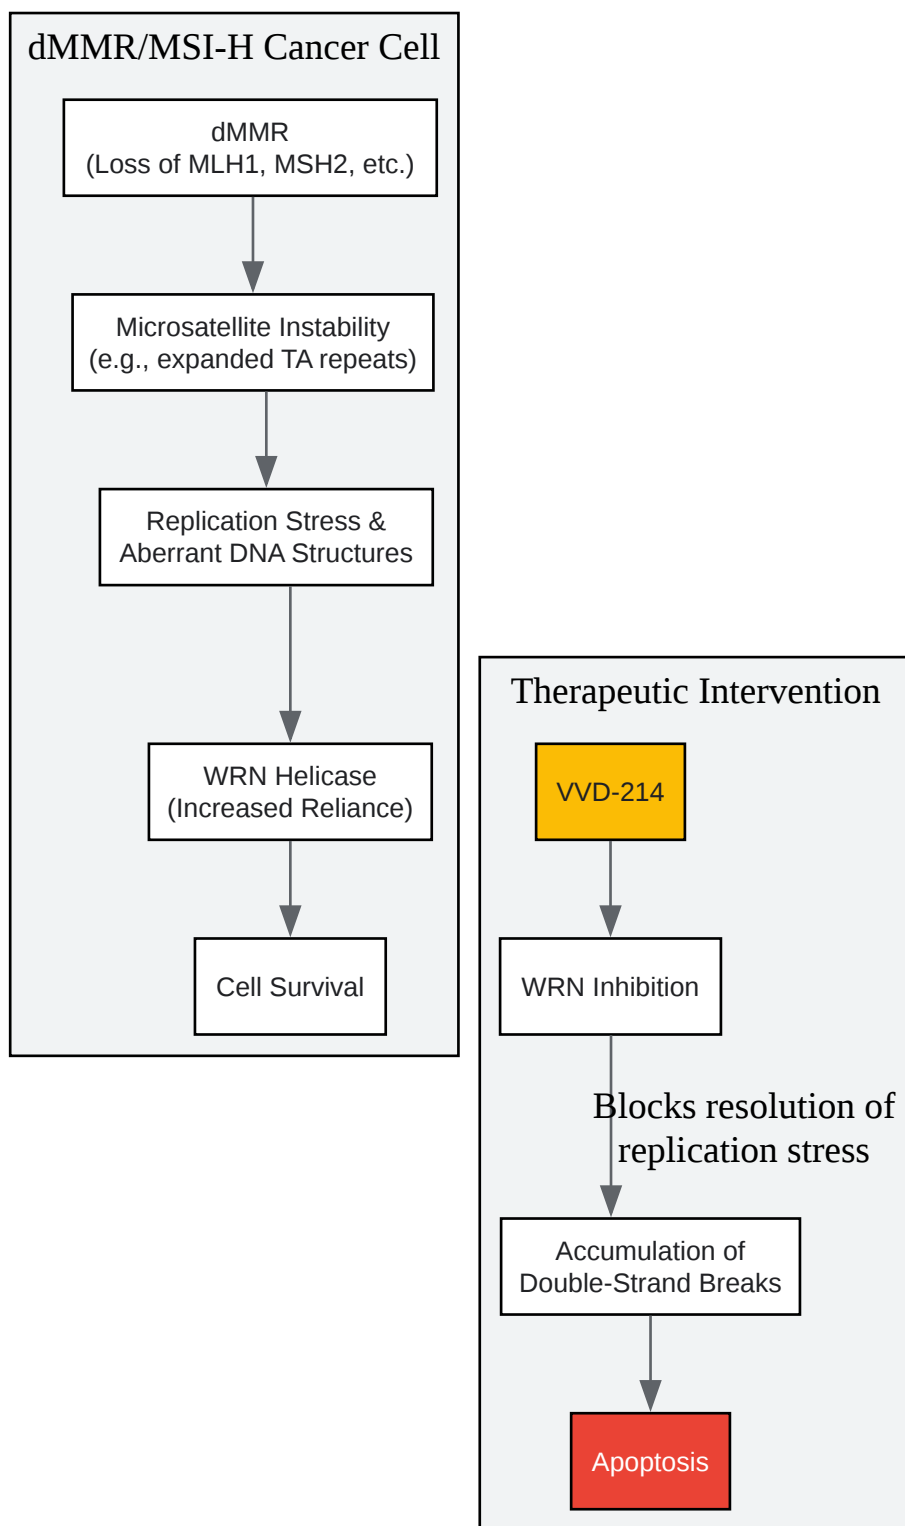 dMMR/MSI-H Cancer Cell
dMMR
(Loss of MLH1, MSH2, etc.)
Microsatellite Instability
(e.g., expanded TA repeats)
Replication Stress &
Aberrant DNA Structures
WRN Helicase
(Increased Reliance)
Cell Survival
Therapeutic Intervention
VVD-214
WRN Inhibition
Blocks resolution of
replication stress
Accumulation of
Double-Strand Breaks
Apoptosis